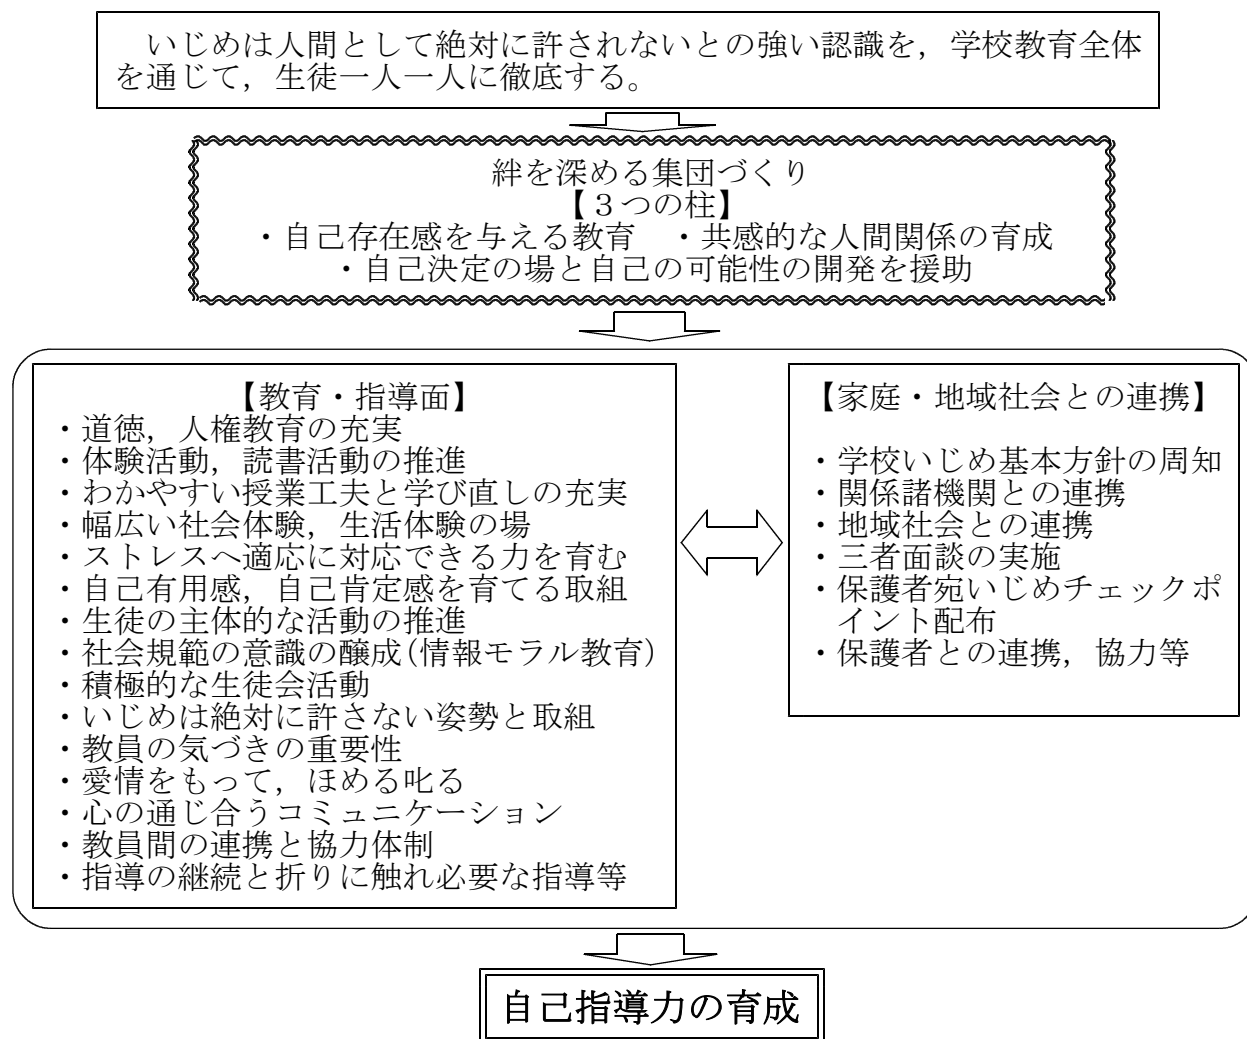 いじめは人間として絶対に許されないとの強い認識を，学校教育全体
を通じて，生徒一人一人に徹底する。
絆を深める集団づくり
【３つの柱】
・自己存在感を与える教育　・共感的な人間関係の育成
・自己決定の場と自己の可能性の開発を援助
【教育・指導面】
・道徳，人権教育の充実
・体験活動，読書活動の推進
・わかやすい授業工夫と学び直しの充実
・幅広い社会体験，生活体験の場
・ストレスへ適応に対応できる力を育む
・自己有用感，自己肯定感を育てる取組
・生徒の主体的な活動の推進
・社会規範の意識の醸成(情報モラル教育)
・積極的な生徒会活動
・いじめは絶対に許さない姿勢と取組
・教員の気づきの重要性
・愛情をもって，ほめる叱る
・心の通じ合うコミュニケーション
・教員間の連携と協力体制
・指導の継続と折りに触れ必要な指導等
【家庭・地域社会との連携】
・学校いじめ基本方針の周知
・関係諸機関との連携
・地域社会との連携
・三者面談の実施
・保護者宛いじめチェックポ
イント配布
・保護者との連携，協力等
自己指導力の育成